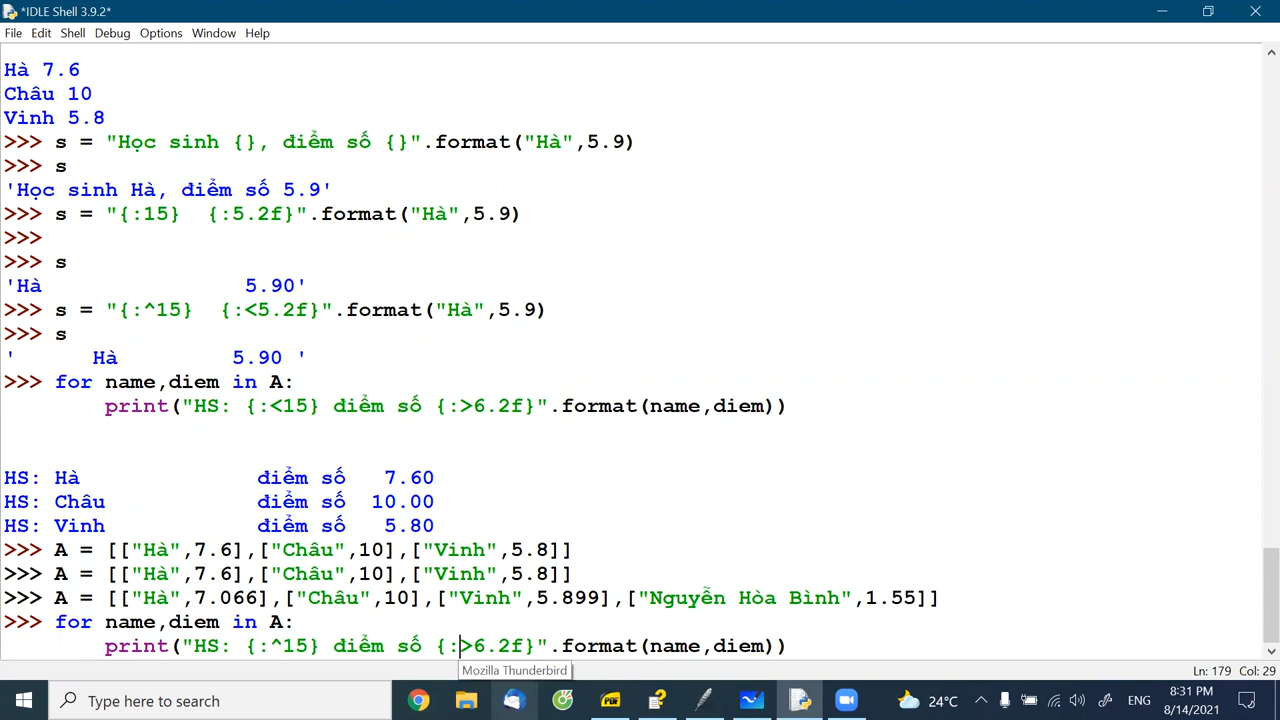 *IDLE Shell 3.9.2*
File Edit Shell Debug Options Window Help
Hà 7.6
Châu 10
Vinh 5.8
>>> s = "Học sinh {}, điểm số {}".format("Hà",5.9)
>>> s
'Học sinh Hà, điểm số 5.9'
>>> s = "{:15}  {:5.2f}".format("Hà",5.9)
>>>
>>> s
'Hà                5.90'
>>> s = "{:^15}  {:<5.2f}".format("Hà",5.9)
>>> s
'      Hà         5.90 '
>>> for name,diem in A:
        print("HS: {:<15} điểm số {:>6.2f}".format(name,diem))
HS: Hà              điểm số   7.60
HS: Châu            điểm số  10.00
HS: Vinh            điểm số   5.80
>>> A = [["Hà",7.6],["Châu",10],["Vinh",5.8]]
>>> A = [["Hà",7.6],["Châu",10],["Vinh",5.8]]
>>> A = [["Hà",7.066],["Châu",10],["Vinh",5.899],["Nguyễn Hòa Bình",1.55]]
>>> for name,diem in A:
        print("HS: {:^15} điểm số {:>6.2f}".format(name,diem))
Mozilla Thunderbird
Ln: 179 Col: 29
Type here to search
PDF
24°C
ENG
8:31 PM
8/14/2021